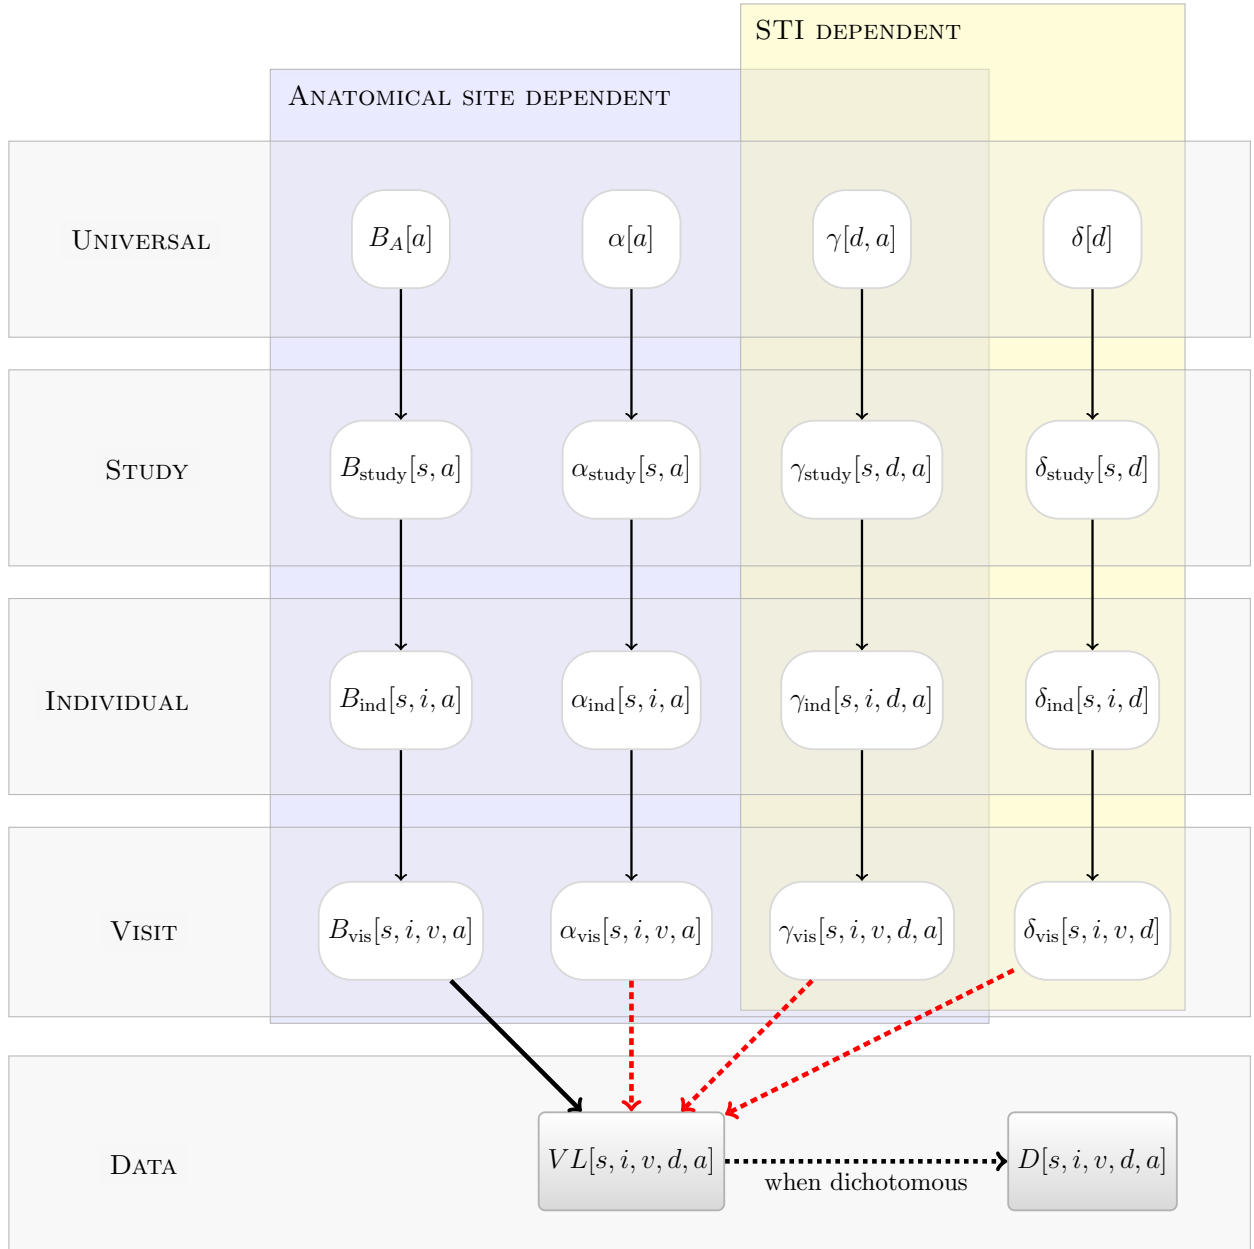 STI DEPENDENT
ANATOMICAL SITE DEPENDENT
UNIVERSAL
B_A[a]
α[a]
γ[d, a]
δ[d]
STUDY
B_study[s, a]
α_study[s, a]
γ_study[s, d, a]
δ_study[s, d]
INDIVIDUAL
B_ind[s, i, a]
α_ind[s, i, a]
γ_ind[s, i, d, a]
δ_ind[s, i, d]
VISIT
B_vis[s, i, v, a]
α_vis[s, i, v, a]
γ_vis[s, i, v, d, a]
δ_vis[s, i, v, d]
DATA
VL[s, i, v, d, a]
when dichotomous
D[s, i, v, d, a]